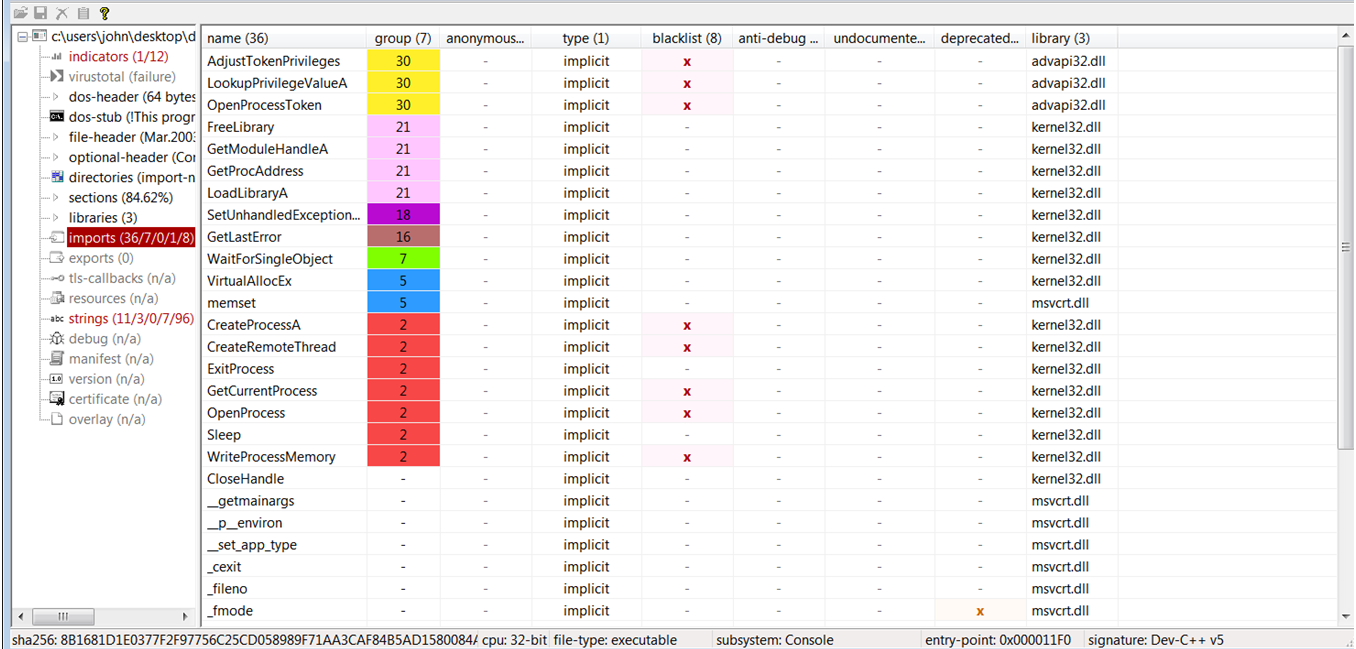 c:\users\john\desktop\d
indicators (1/12)
virustotal (failure)
dos-header (64 bytes
dos-stub (!This progr
file-header (Mar.200
optional-header (Cor
directories (import-n
sections (84.62%)
libraries (3)
imports (36/7/0/1/8)
exports (0)
tls-callbacks (n/a)
resources (n/a)
abc strings (11/3/0/7/96)
debug (n/a)
manifest (n/a)
1.0 version (n/a)
certificate (n/a)
overlay (n/a)
name (36) group (7) anonymous... type (1) blacklist (8) anti-debug ... undocumente... deprecated... library (3)
AdjustTokenPrivileges 30 - implicit x - - - advapi32.dll
LookupPrivilegeValueA 30 - implicit x - - - advapi32.dll
OpenProcessToken 30 - implicit x - - - advapi32.dll
FreeLibrary 21 - implicit - - - - kernel32.dll
GetModuleHandleA 21 - implicit - - - - kernel32.dll
GetProcAddress 21 - implicit - - - - kernel32.dll
LoadLibraryA 21 - implicit - - - - kernel32.dll
SetUnhandledException... 18 - implicit - - - - kernel32.dll
GetLastError 16 - implicit - - - - kernel32.dll
WaitForSingleObject 7 - implicit - - - - kernel32.dll
VirtualAllocEx 5 - implicit - - - - kernel32.dll
memset 5 - implicit - - - - msvcrt.dll
CreateProcessA 2 - implicit x - - - kernel32.dll
CreateRemoteThread 2 - implicit x - - - kernel32.dll
ExitProcess 2 - implicit - - - - kernel32.dll
GetCurrentProcess 2 - implicit x - - - kernel32.dll
OpenProcess 2 - implicit x - - - kernel32.dll
Sleep 2 - implicit - - - - kernel32.dll
WriteProcessMemory 2 - implicit x - - - kernel32.dll
CloseHandle - - implicit - - - - kernel32.dll
__getmainargs - - implicit - - - - msvcrt.dll
__p__environ - - implicit - - - - msvcrt.dll
__set_app_type - - implicit - - - - msvcrt.dll
_cexit - - implicit - - - - msvcrt.dll
_fileno - - implicit - - - - msvcrt.dll
_fmode - - implicit - - - x msvcrt.dll
sha256: 8B1681D1E0377F2F97756C25CD058989F71AA3CAF84B5AD1580084A cpu: 32-bit file-type: executable subsystem: Console entry-point: 0x000011F0 signature: Dev-C++ v5